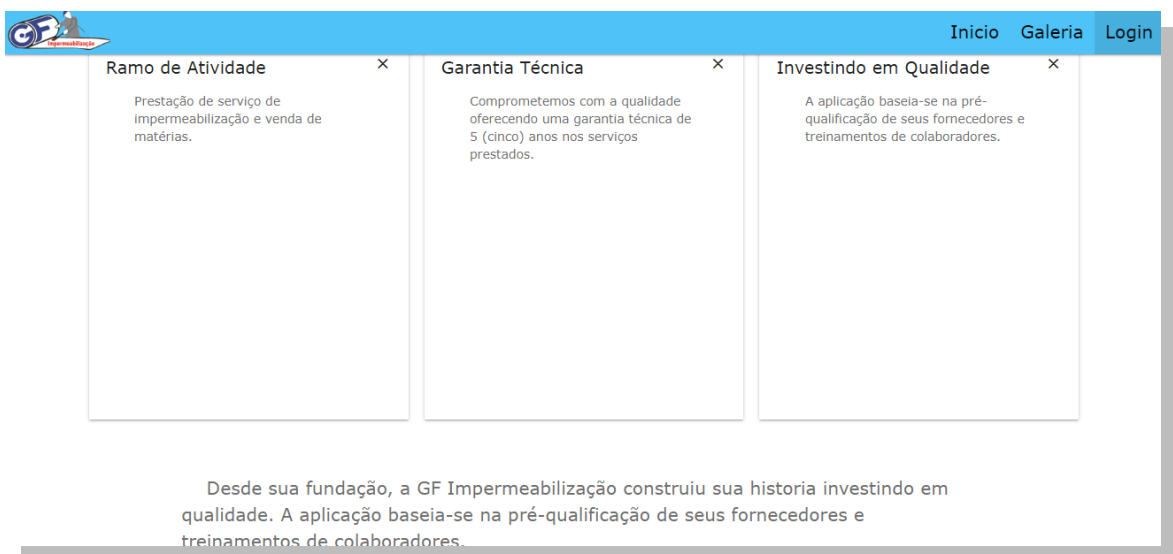 GF
Impermeabilização
Inicio Galeria Login
Ramo de Atividade ×
Prestação de serviço de
impermeabilização e venda de
matérias.
Garantia Técnica ×
Comprometemos com a qualidade
oferecendo uma garantia técnica de
5 (cinco) anos nos serviços
prestados.
Investindo em Qualidade ×
A aplicação baseia-se na pré-
qualificação de seus fornecedores e
treinamentos de colaboradores.
Desde sua fundação, a GF Impermeabilização construiu sua historia investindo em
qualidade. A aplicação baseia-se na pré-qualificação de seus fornecedores e
treinamentos de colaboradores.